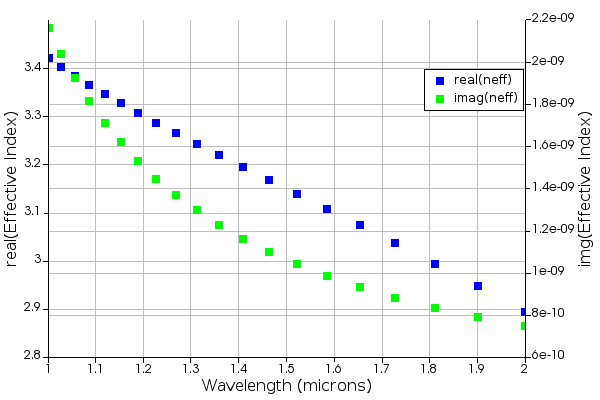 2.2e-09
3.4
2e-09
real(neff)
imag(neff)
3.3
1.8e-09
3.2
1.6e-09
real(Effective Index)
img(Effective Index)
1.4e-09
3.1
1.2e-09
3
1e-09
2.9
8e-10
2.8
6e-10
1 1.1 1.2 1.3 1.4 1.5 1.6 1.7 1.8 1.9 2
Wavelength (microns)